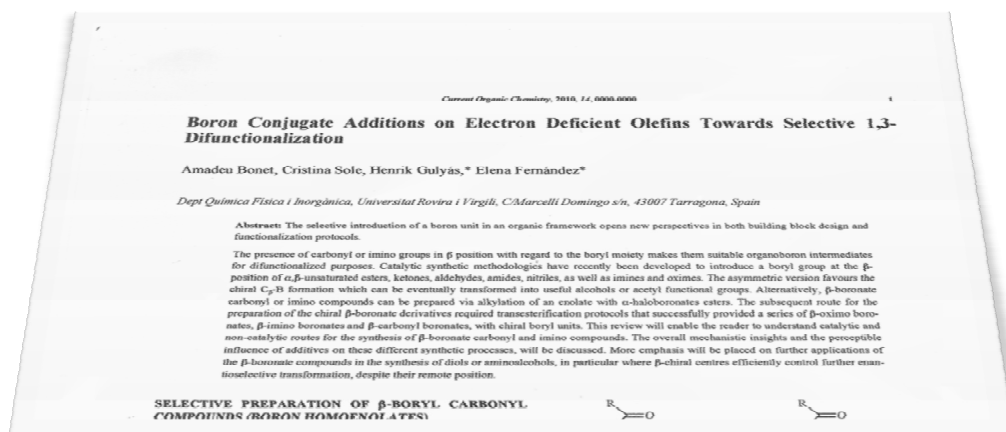 Current Organic Chemistry, 2010, 14, 0000-0000 1
Boron Conjugate Additions on Electron Deficient Olefins Towards Selective 1,3-
Difunctionalization
Amadeu Bonet, Cristina Sole, Henrik Gulyás,* Elena Fernández*
Dept Química Física i Inorgànica, Universitat Rovira i Virgili, C/Marcelli Domingo s/n, 43007 Tarragona, Spain
Abstract: The selective introduction of a boron unit in an organic framework opens new perspectives in both building block design and
functionalization protocols.
The presence of carbonyl or imino groups in β position with regard to the boryl moiety makes them suitable organoboron intermediates
for difunctionalized purposes. Catalytic synthetic methodologies have recently been developed to introduce a boryl group at the β-
position of α,β-unsaturated esters, ketones, aldehydes, amides, nitriles, as well as imines and oximes. The asymmetric version favours the
chiral Cβ-B formation which can be eventually transformed into useful alcohols or acetyl functional groups. Alternatively, β-boronate
carbonyl or imino compounds can be prepared via alkylation of an enolate with α-haloboronates esters. The subsequent route for the
preparation of the chiral β-boronate derivatives required transesterification protocols that successfully provided a series of β-oximo boro-
nates, β-imino boronates and β-carbonyl boronates, with chiral boryl units. This review will enable the reader to understand catalytic and
non-catalytic routes for the synthesis of β-boronate carbonyl and imino compounds. The overall mechanistic insights and the perceptible
influence of additives on these different synthetic processes, will be discussed. More emphasis will be placed on further applications of
the β-boronate compounds in the synthesis of diols or aminoalcohols, in particular where β-chiral centres efficiently control further enan-
tioselective transformation, despite their remote position.
SELECTIVE PREPARATION OF β-BORYL CARBONYL
COMPOUNDS (BORON HOMOENOLATES)
R R
O O